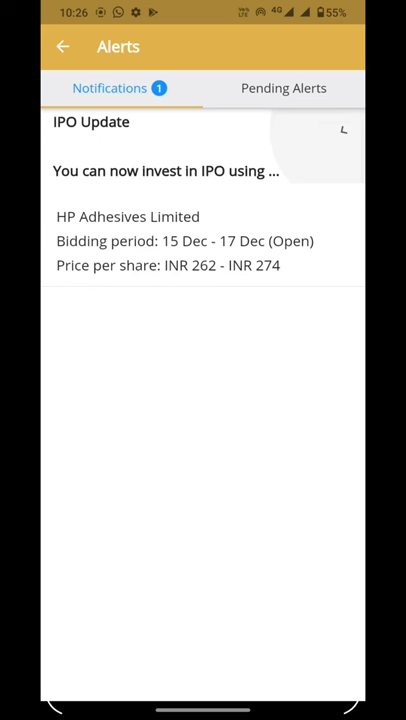 10:26 4G 55%
Alerts
Notifications 1
Pending Alerts
IPO Update
You can now invest in IPO using ...
HP Adhesives Limited
Bidding period: 15 Dec - 17 Dec (Open)
Price per share: INR 262 - INR 274